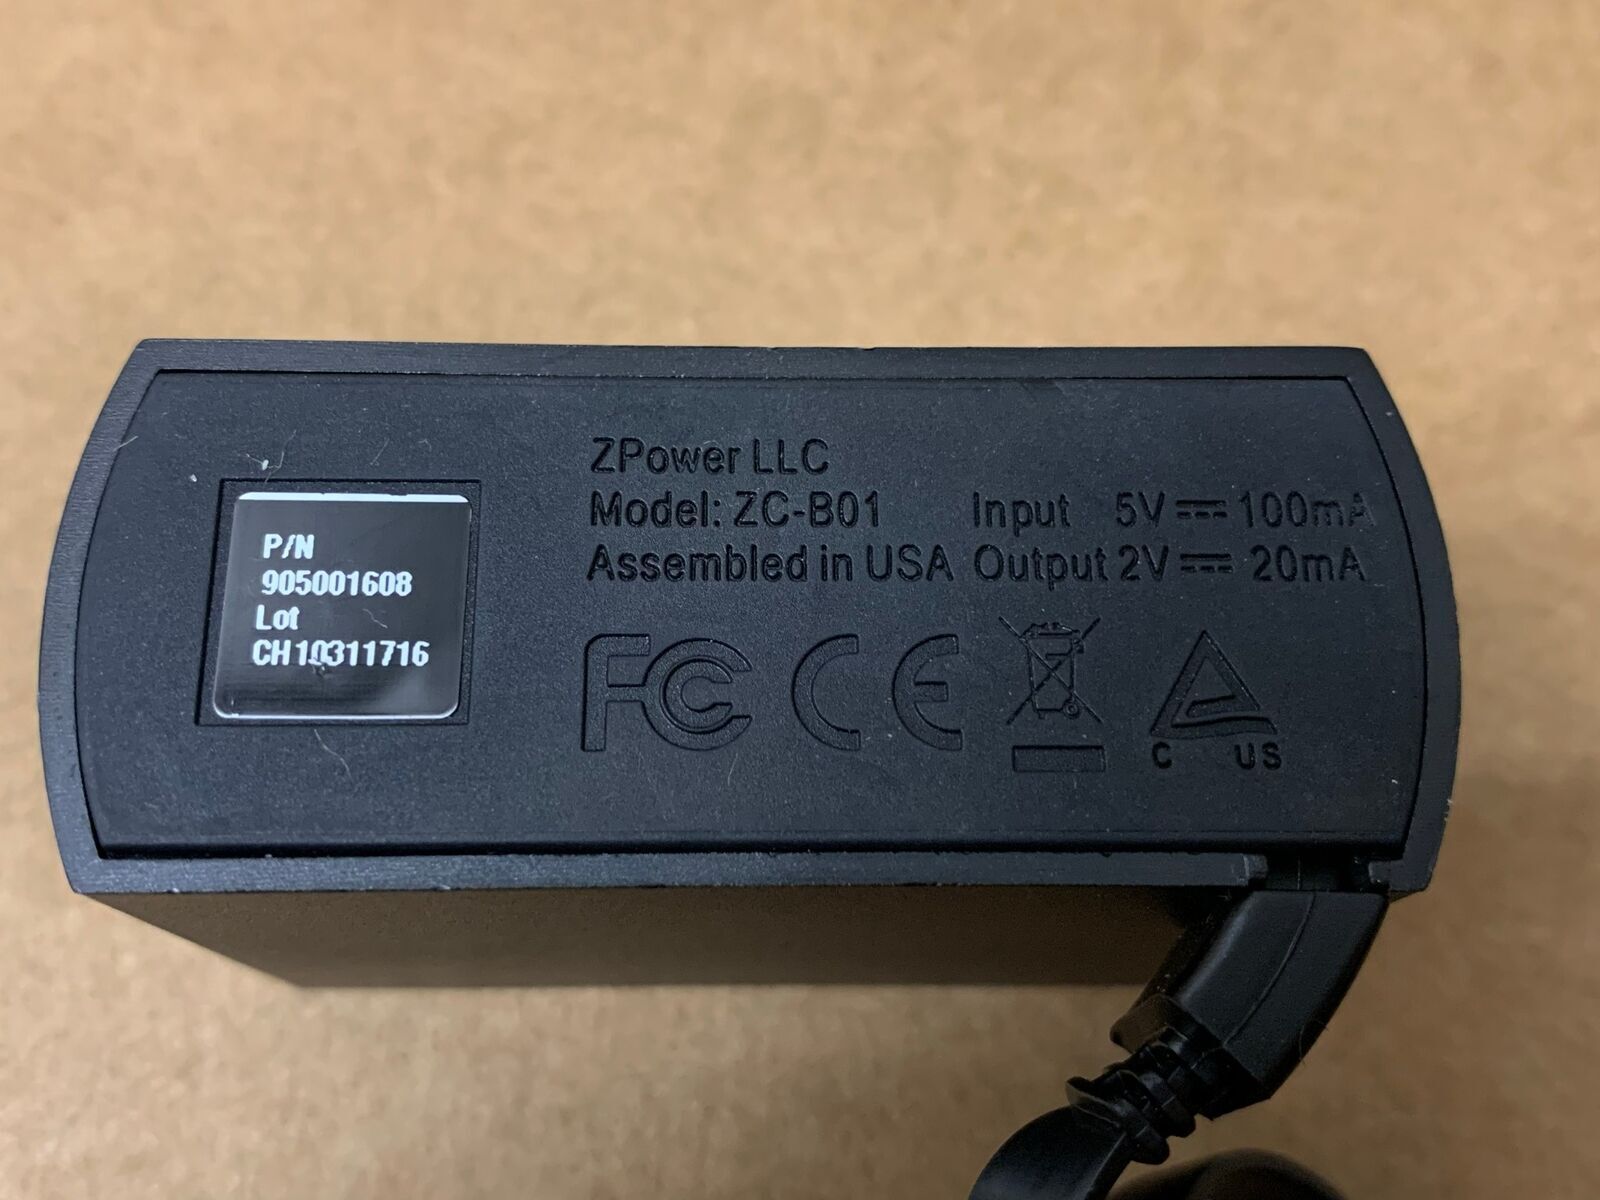 P/N
905001608
Lot
CH10311716
ZPower LLC
Model: ZC-B01
Assembled in USA
Input 5V ⎓ 100mA
Output 2V ⎓ 20mA
FC CE
C US